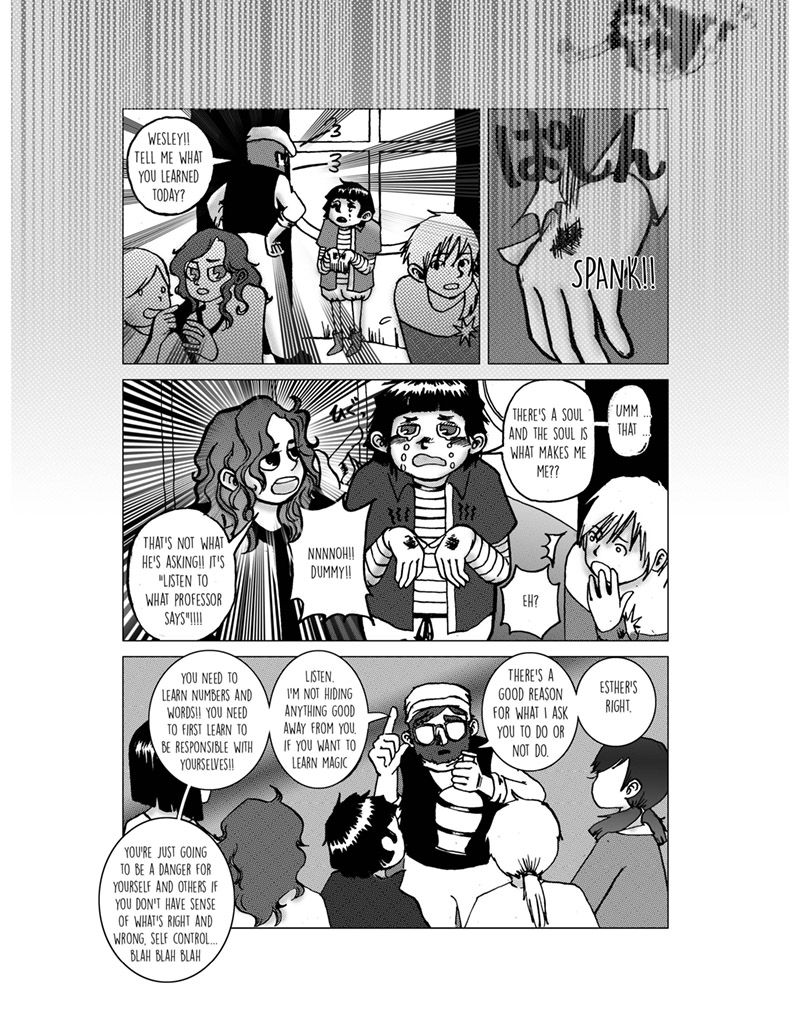 ぱしん
SPANK!!
WESLEY!!
TELL ME WHAT
YOU LEARNED
TODAY?
UMM ...
THAT ...
THERE'S A SOUL
AND THE SOUL IS
WHAT MAKES ME
ME??
EH?
NNNNOH!!
DUMMY!!
THAT'S NOT WHAT
HE'S ASKING!! IT'S
"LISTEN TO
WHAT PROFESSOR
SAYS"!!!!
ESTHER'S
RIGHT.
THERE'S A
GOOD REASON
FOR WHAT I ASK
YOU TO DO OR
NOT DO.
LISTEN,
I'M NOT HIDING
ANYTHING GOOD
AWAY FROM YOU.
IF YOU WANT TO
LEARN MAGIC
YOU NEED TO
LEARN NUMBERS AND
WORDS!! YOU NEED
TO FIRST LEARN TO
BE RESPONSIBLE WITH
YOURSELVES!!
YOU'RE JUST GOING
TO BE A DANGER FOR
YOURSELF AND OTHERS IF
YOU DON'T HAVE SENSE
OF WHAT'S RIGHT AND
WRONG, SELF CONTROL...
BLAH BLAH BLAH